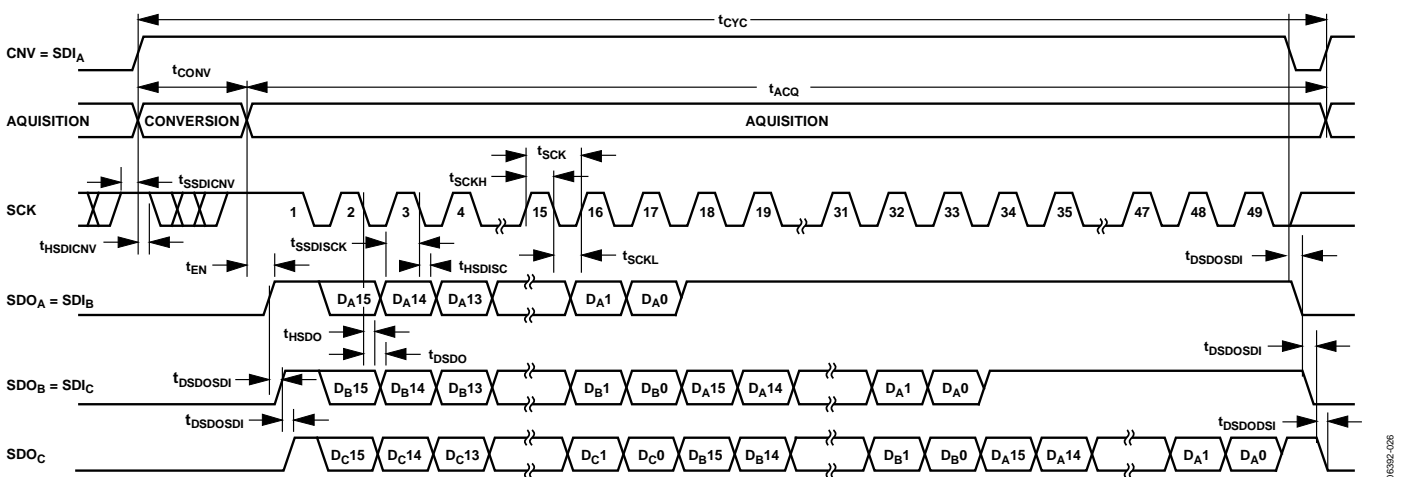 tCYC
CNV = SDIA
tCONV
tACQ
AQUISITION CONVERSION AQUISITION
tSCK
tSSDICNV
tSCKH
SCK
1 2 3 4 15 16 17 18 19 31 32 33 34 35 47 48 49
tHSDICNV
tSSDISCK
tEN
tHSDISC
tSCKL
tDSDOSDI
SDOA = SDIB
DA15 DA14 DA13 DA1 DA0
tHSDO
tDSDO
tDSDOSDI
tDSDOSDI
SDOB = SDIC
DB15 DB14 DB13 DB1 DB0 DA15 DA14 DA1 DA0
tDSDOSDI
tDSDODSI
SDOC
DC15 DC14 DC13 DC1 DC0 DB15 DB14 DB1 DB0 DA15 DA14 DA1 DA0
06392-026